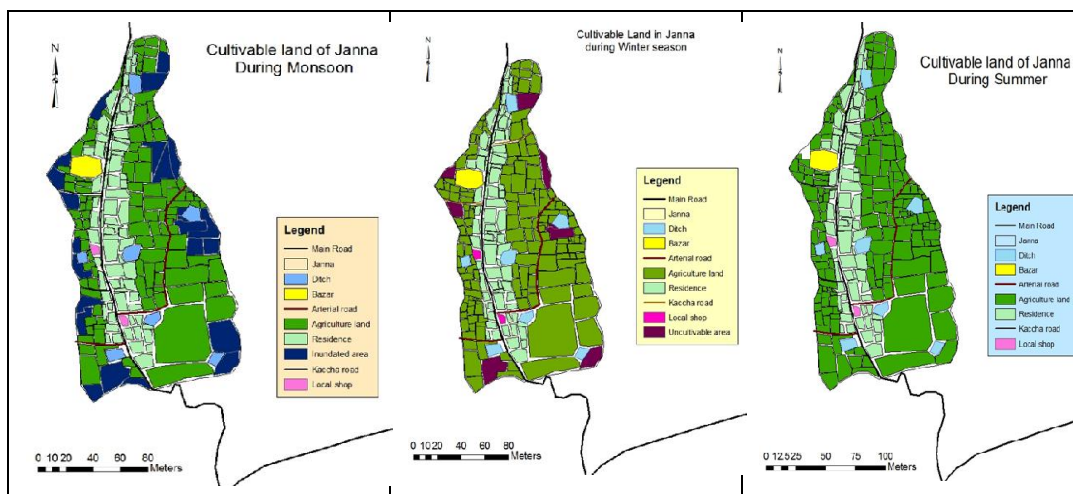 Cultivable land of Janna
During Monsoon
N
Legend
Main Road
Janna
Ditch
Bazar
Arterial road
Agriculture land
Residence
Inundated area
Kaccha road
Local shop
0 10 20 40 60 80
Meters
Cultivable Land in Janna
during Winter season
N
Legend
Main Road
Janna
Ditch
Bazar
Arterial road
Agriculture land
Residence
Kaccha road
Local shop
Uncultivable area
0 10 20 40 60 80
Meters
Cultivable land of Janna
During Summer
N
Legend
Main Road
Janna
Ditch
Bazar
Arterial road
Agriculture land
Residence
Kaccha road
Local shop
0 12.525 50 75 100
Meters